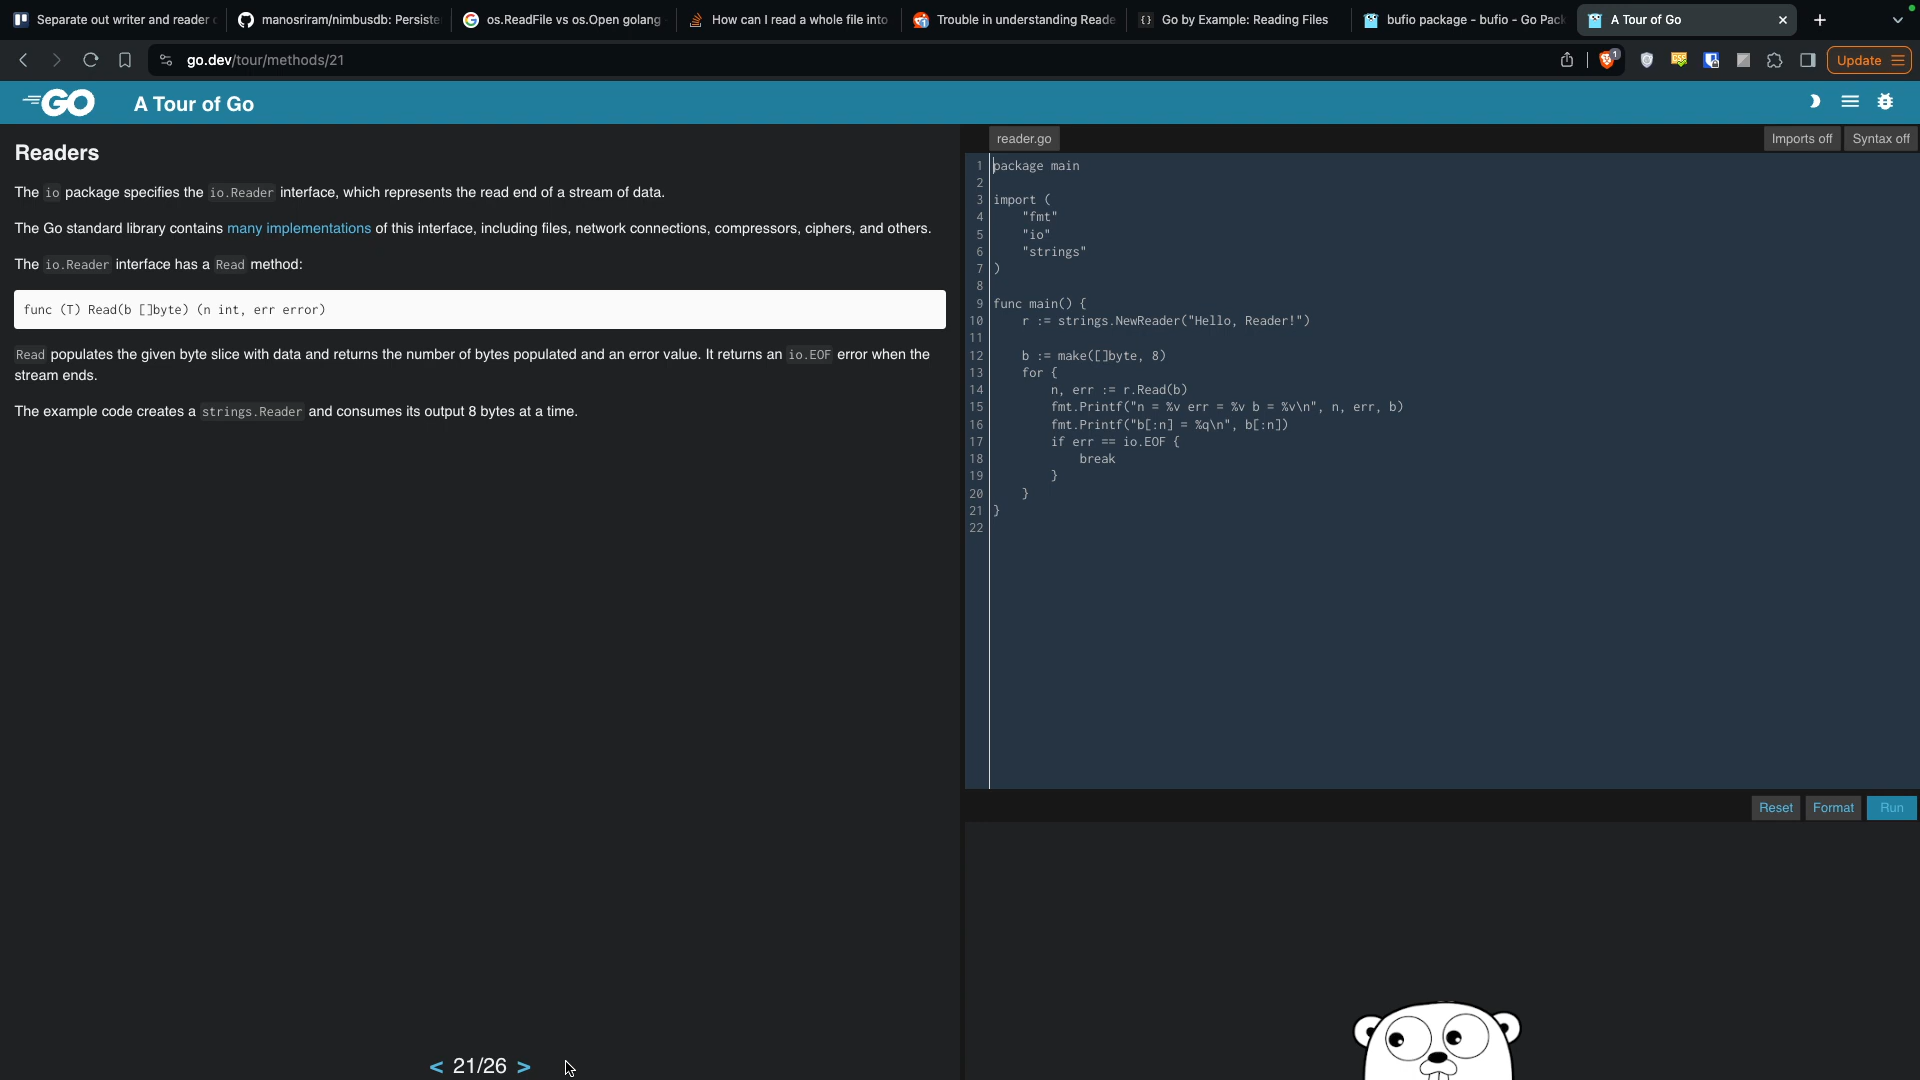 Separate out writer and reader
manosriram/nimbusdb: Persiste
os.ReadFile vs os.Open golang
How can I read a whole file into
Trouble in understanding Reade
Go by Example: Reading Files
bufio package - bufio - Go Pack
A Tour of Go
go.dev/tour/methods/21
1
Update
GO
A Tour of Go
Readers
The io package specifies the io.Reader interface, which represents the read end of a stream of data.
The Go standard library contains many implementations of this interface, including files, network connections, compressors, ciphers, and others.
The io.Reader interface has a Read method:
func (T) Read(b []byte) (n int, err error)
Read populates the given byte slice with data and returns the number of bytes populated and an error value. It returns an io.EOF error when the
stream ends.
The example code creates a strings.Reader and consumes its output 8 bytes at a time.
< 21/26 >
reader.go
Imports off
Syntax off
1 package main
2
3 import (
4 "fmt"
5 "io"
6 "strings"
7 )
8
9 func main() {
10 r := strings.NewReader("Hello, Reader!")
11
12 b := make([]byte, 8)
13 for {
14 n, err := r.Read(b)
15 fmt.Printf("n = %v err = %v b = %v\n", n, err, b)
16 fmt.Printf("b[:n] = %q\n", b[:n])
17 if err == io.EOF {
18 break
19 }
20 }
21 }
22
Reset
Format
Run